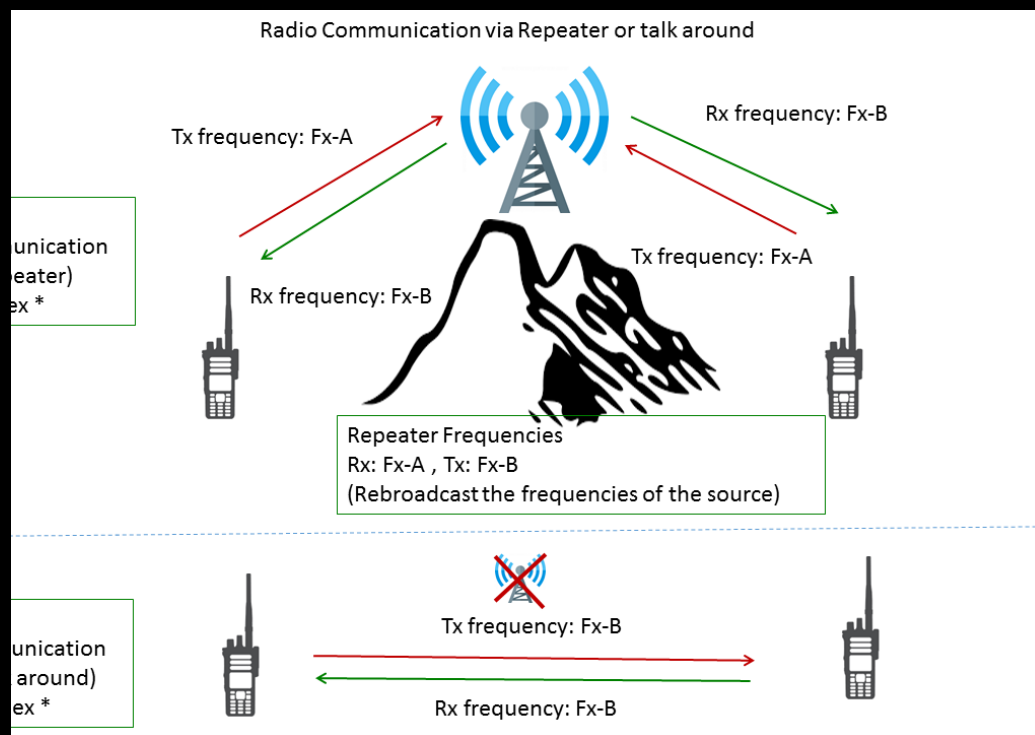 Radio Communication via Repeater or talk around
Rx frequency: Fx-B
Tx frequency: Fx-A
Tx frequency: Fx-A
Rx frequency: Fx-B
munication
peater)
ex *
Repeater Frequencies
Rx: Fx-A , Tx: Fx-B
(Rebroadcast the frequencies of the source)
Tx frequency: Fx-B
unication
around)
ex *
Rx frequency: Fx-B